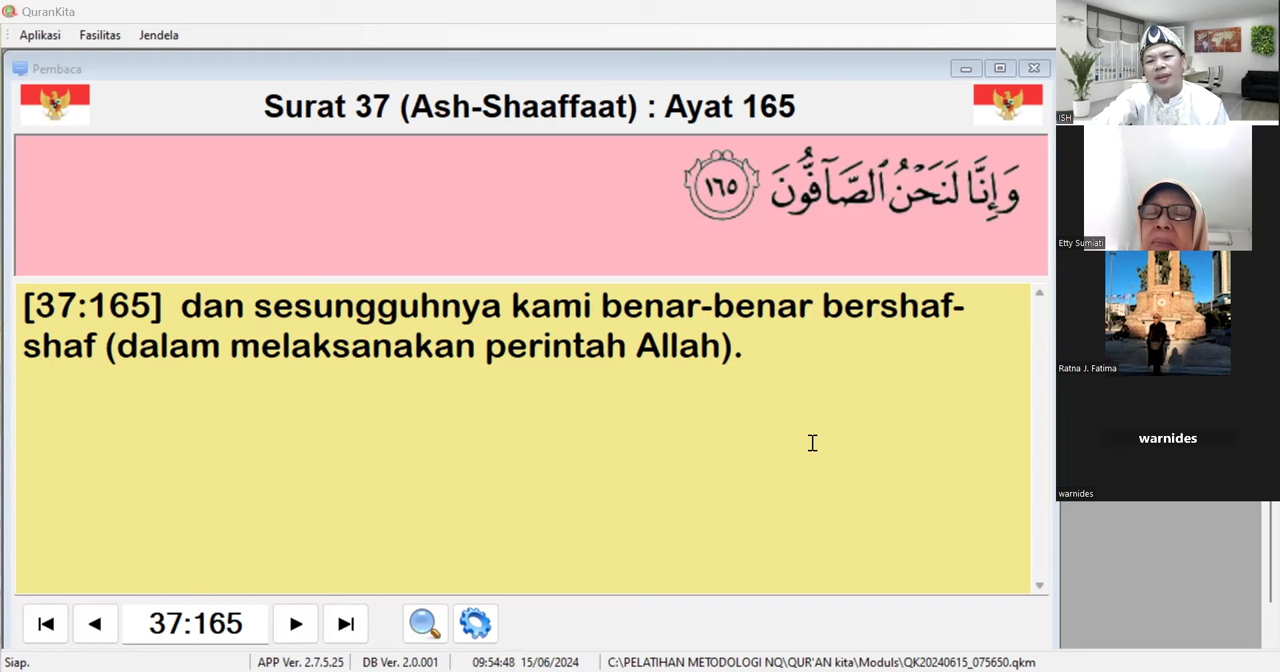 QuranKita
Aplikasi Fasilitas Jendela
Pembaca
Surat 37 (Ash-Shaaffaat) : Ayat 165
وَإِنَّا لَنَحْنُ ٱلصَّآفُّونَ ١٦٥
[37:165] dan sesungguhnya kami benar-benar bershaf-
shaf (dalam melaksanakan perintah Allah).
37:165
Siap. APP Ver. 2.7.5.25 DB Ver. 2.0.001 09:54:48 15/06/2024 C:\PELATIHAN METODOLOGI NQ\QUR'AN kita\Moduls\QK20240615_075650.qkm
ISH
Etty Sumiati
Ratna J. Fatima
warnides
warnides